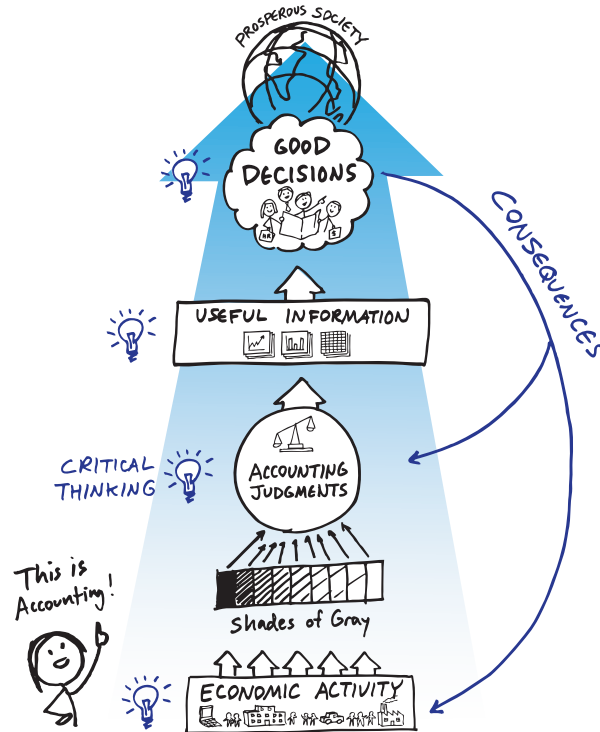 PROSPEROUS SOCIETY
GOOD
DECISIONS
HR
$
CONSEQUENCES
USEFUL INFORMATION
CRITICAL
THINKING
ACCOUNTING
JUDGMENTS
This is
Accounting!
Shades of Gray
ECONOMIC ACTIVITY